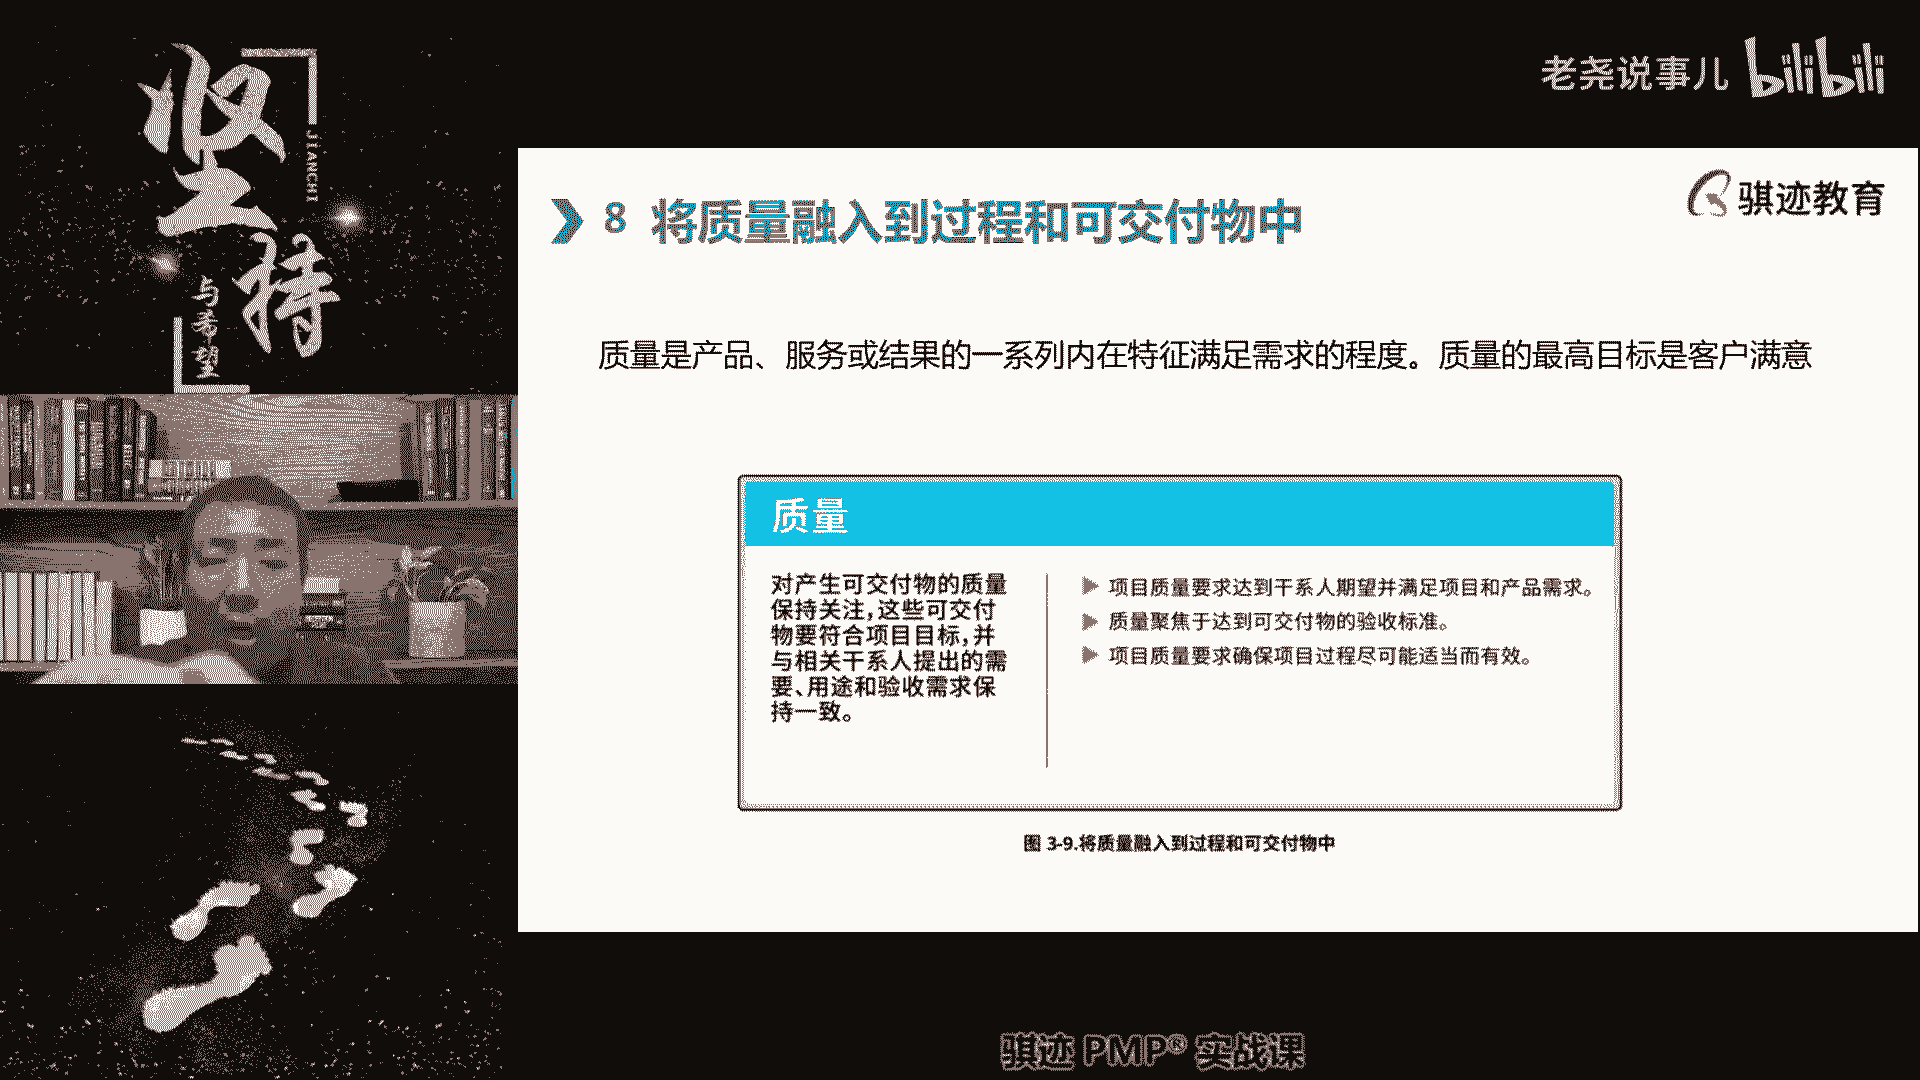 坚持
JIANCHI
与希望
老尧说事儿 bilibili
骐迹教育
8 将质量融入到过程和可交付物中
质量是产品、服务或结果的一系列内在特征满足需求的程度。质量的最高目标是客户满意
质量
对产生可交付物的质量
保持关注，这些可交付
物要符合项目目标，并
与相关干系人提出的需
要、用途和验收需求保
持一致。
项目质量要求达到干系人期望并满足项目和产品需求。
质量聚焦于达到可交付物的验收标准。
项目质量要求确保项目过程尽可能适当而有效。
图 3-9.将质量融入到过程和可交付物中
骐迹 PMP® 实战课